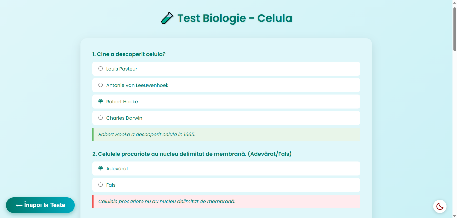 Test Biologie – Celula
1. Cine a descoperit celula?
Louis Pasteur
Antonie van Leeuwenhoek
Robert Hooke
Charles Darwin
Robert Hooke a descoperit celula în 1665.
2. Celulele procariote au nucleu delimitat de membrană. (Adevărat/Fals)
Adevărat
Fals
Celulele procariote nu au nucleu delimitat de membrană.
← Înapoi la Teste